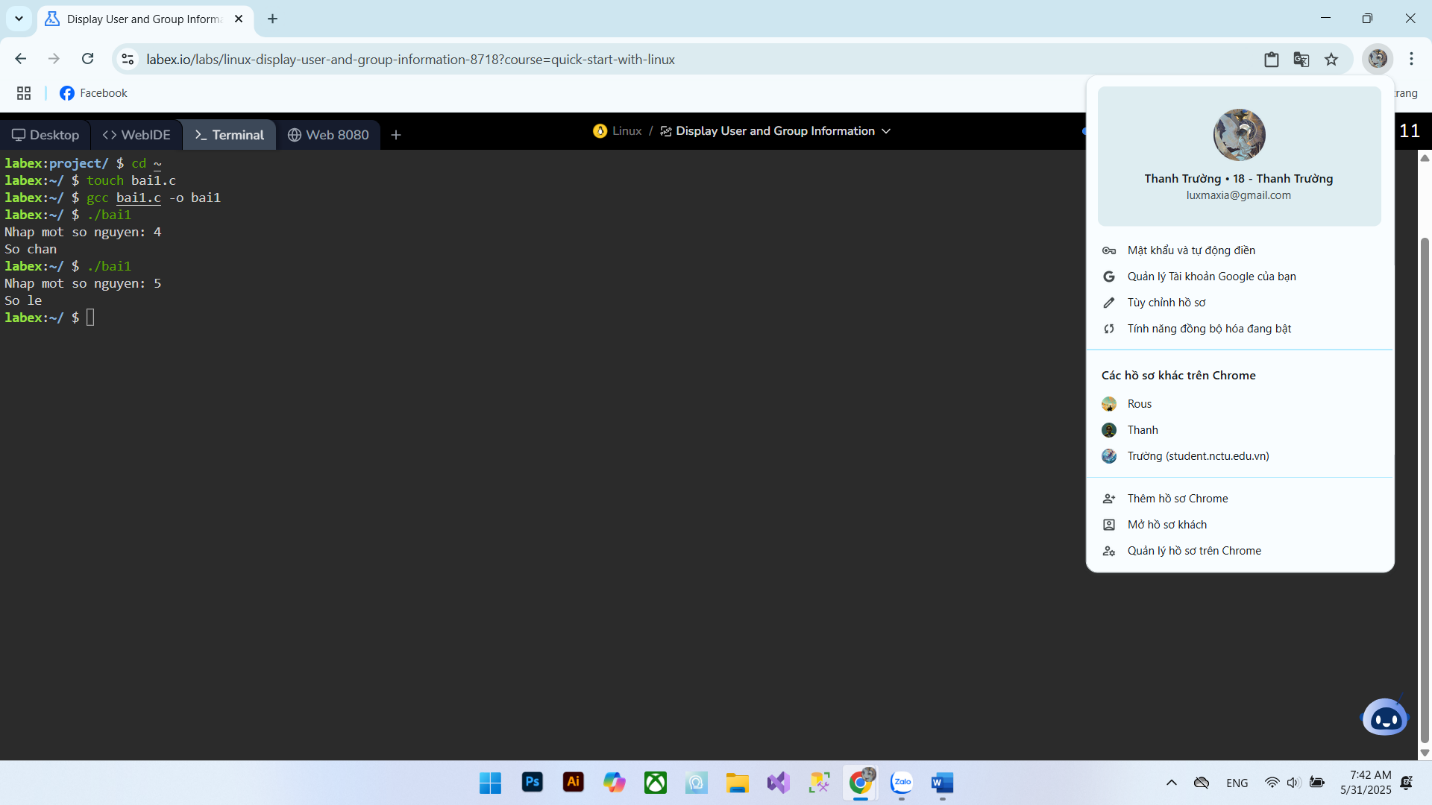 Display User and Group Informa
labex.io/labs/linux-display-user-and-group-information-8718?course=quick-start-with-linux
Facebook
trang
Desktop
WebIDE
Terminal
Web 8080
Linux / Display User and Group Information
11
labex:project/ $ cd ~
labex:~/ $ touch bai1.c
labex:~/ $ gcc bai1.c -o bai1
labex:~/ $ ./bai1
Nhap mot so nguyen: 4
So chan
labex:~/ $ ./bai1
Nhap mot so nguyen: 5
So le
labex:~/ $
Thanh Trường • 18 - Thanh Trường
luxmaxia@gmail.com
Mật khẩu và tự động điền
Quản lý Tài khoản Google của bạn
Tùy chỉnh hồ sơ
Tính năng đồng bộ hóa đang bật
Các hồ sơ khác trên Chrome
Rous
Thanh
Trường (student.nctu.edu.vn)
Thêm hồ sơ Chrome
Mở hồ sơ khách
Quản lý hồ sơ trên Chrome
Ps
Ai
Zalo
W
ENG
7:42 AM
5/31/2025